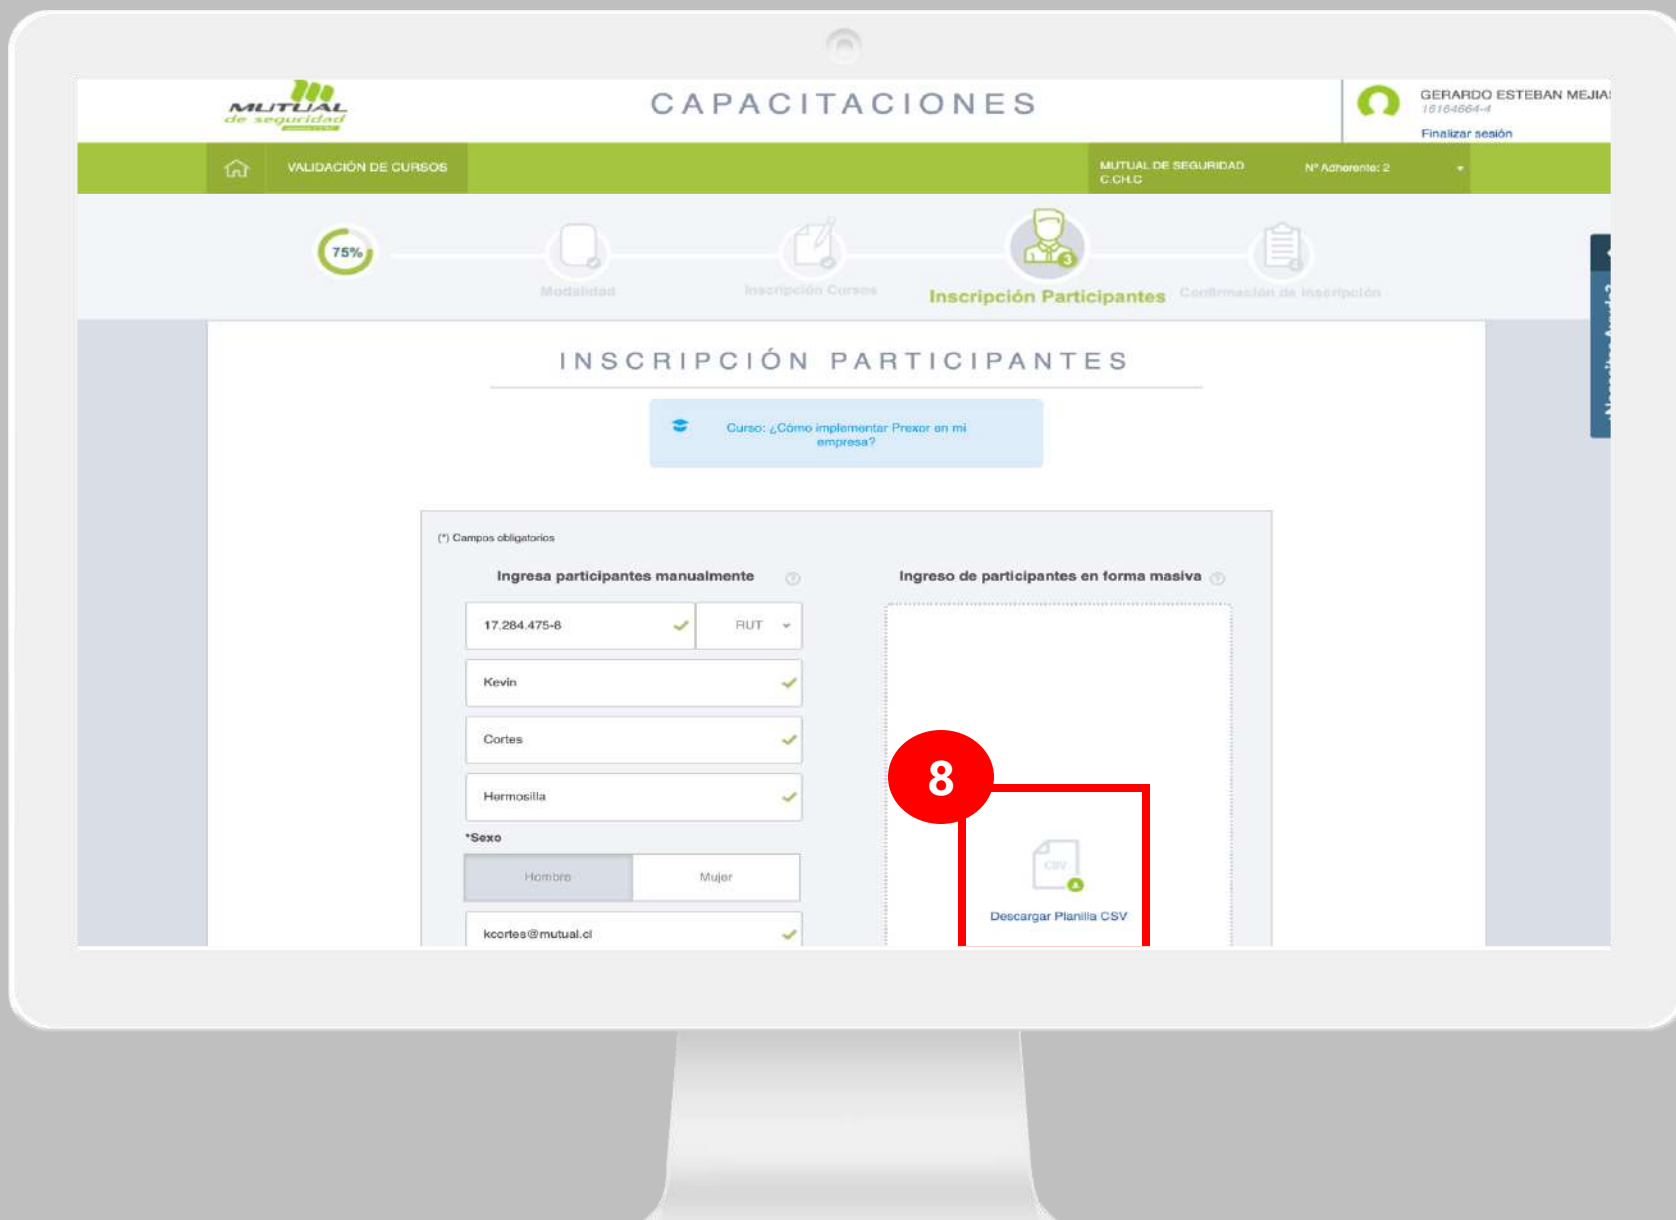 MUTUAL
de seguridad
CAPACITACIONES
GERARDO ESTEBAN MEJIA
16164664-4
Finalizar sesión
VALIDACIÓN DE CURSOS
MUTUAL DE SEGURIDAD
C.CH.C
Nº Adherente: 2
75%
Modalidad
Inscripción Cursos
3
Inscripción Participantes
Confirmación de inscripción
INSCRIPCIÓN PARTICIPANTES
Curso: ¿Cómo implementar Prexor en mi
empresa?
(*) Campos obligatorios
Ingresa participantes manualmente
Ingreso de participantes en forma masiva
17.284.475-8
RUT
Kevin
Cortes
Hermosilla
*Sexo
Hombre
Mujer
kcortes@mutual.cl
8
CSV
Descargar Planilla CSV